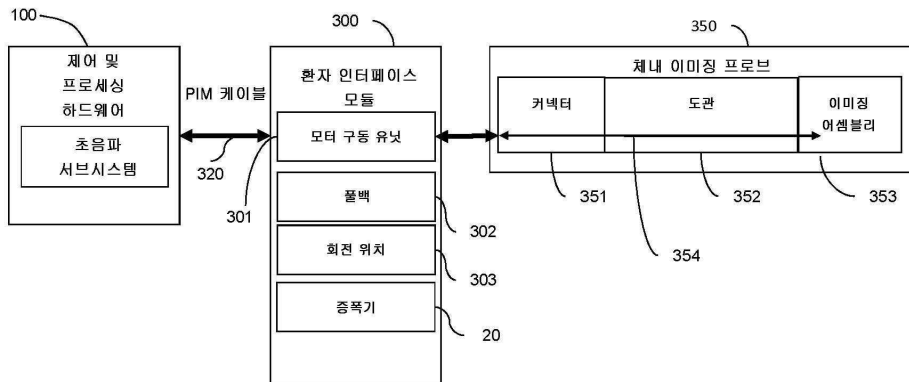 100
제어 및
프로세싱
하드웨어
초음파
서브시스템
PIM 케이블
320
301
300
환자 인터페이스
모듈
모터 구동 유닛
풀백
302
회전 위치
303
증폭기
20
350
체내 이미징 프로브
커넥터
도관
이미징
어셈블리
351
352
353
354